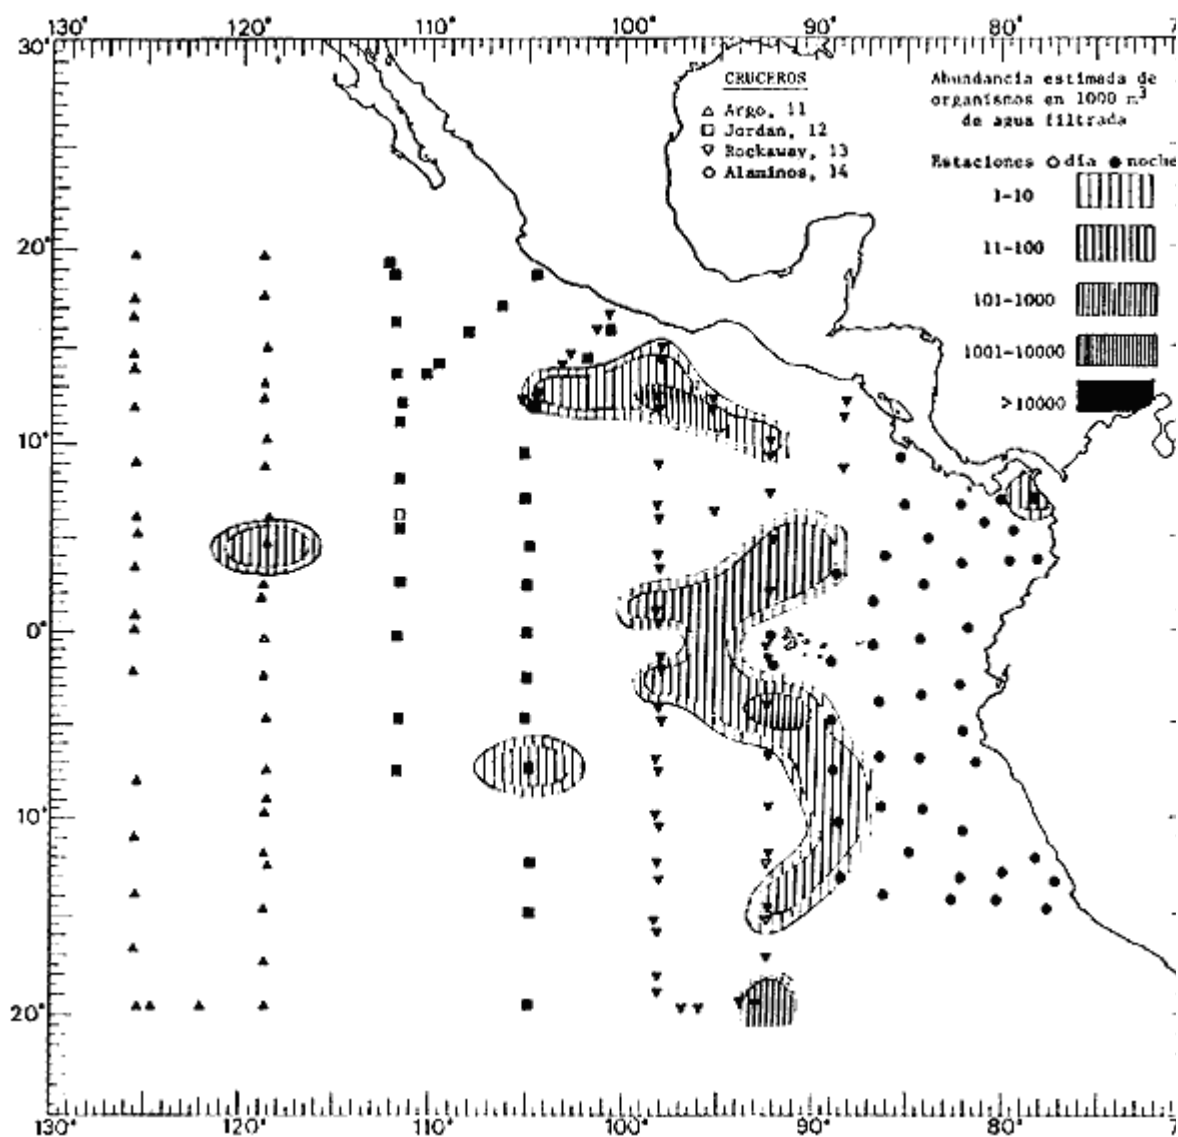 130° 120° 110° 100° 90° 80° 7
30°
20°
10°
0°
10°
20°
CRUCEROS
△ Argo, 11
□ Jordan, 12
▽ Rockaway, 13
○ Alaminos, 14
Abundancia estimada de
organismos en 1000 m³
de agua filtrada
Estaciones ○ día ● noche
1-10
11-100
101-1000
1001-10000
>10000
130° 120° 110° 100° 90° 80° 7